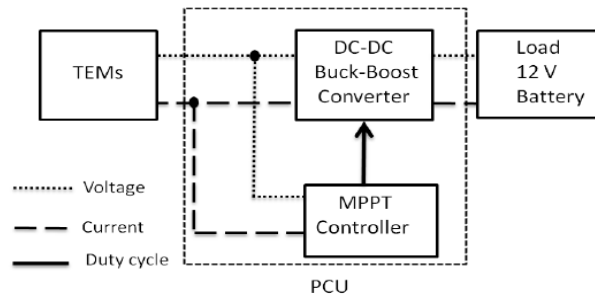 TEMs
DC-DC
Buck-Boost
Converter
Load
12 V
Battery
MPPT
Controller
Voltage
Current
Duty cycle
PCU